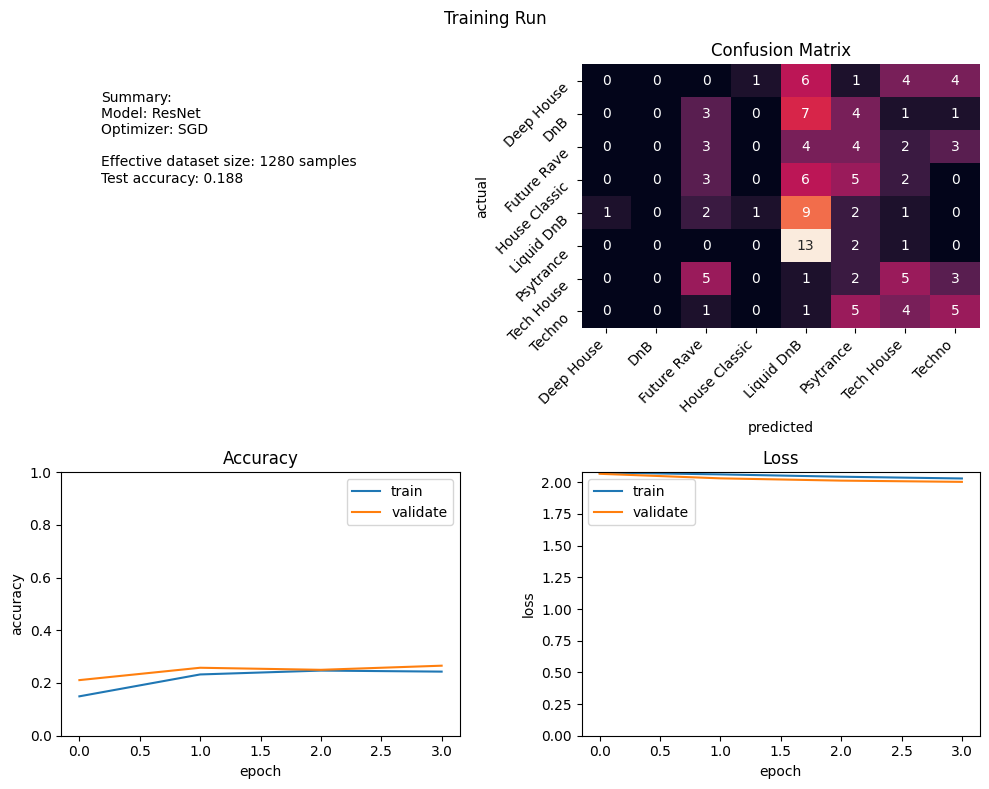 Training Run
Summary:
Model: ResNet
Optimizer: SGD
Effective dataset size: 1280 samples
Test accuracy: 0.188
Confusion Matrix
actual
Deep House
0 0 0 1 6 1 4 4
DnB
0 0 3 0 7 4 1 1
Future Rave
0 0 3 0 4 4 2 3
House Classic
0 0 3 0 6 5 2 0
Liquid DnB
1 0 2 1 9 2 1 0
Psytrance
0 0 0 0 13 2 1 0
Tech House
0 0 5 0 1 2 5 3
Techno
0 0 1 0 1 5 4 5
Deep House
DnB
Future Rave
House Classic
Liquid DnB
Psytrance
Tech House
Techno
predicted
Accuracy
accuracy
1.0
0.8
0.6
0.4
0.2
0.0
train
validate
0.0 0.5 1.0 1.5 2.0 2.5 3.0
epoch
Loss
loss
2.00
1.75
1.50
1.25
1.00
0.75
0.50
0.25
0.00
train
validate
0.0 0.5 1.0 1.5 2.0 2.5 3.0
epoch